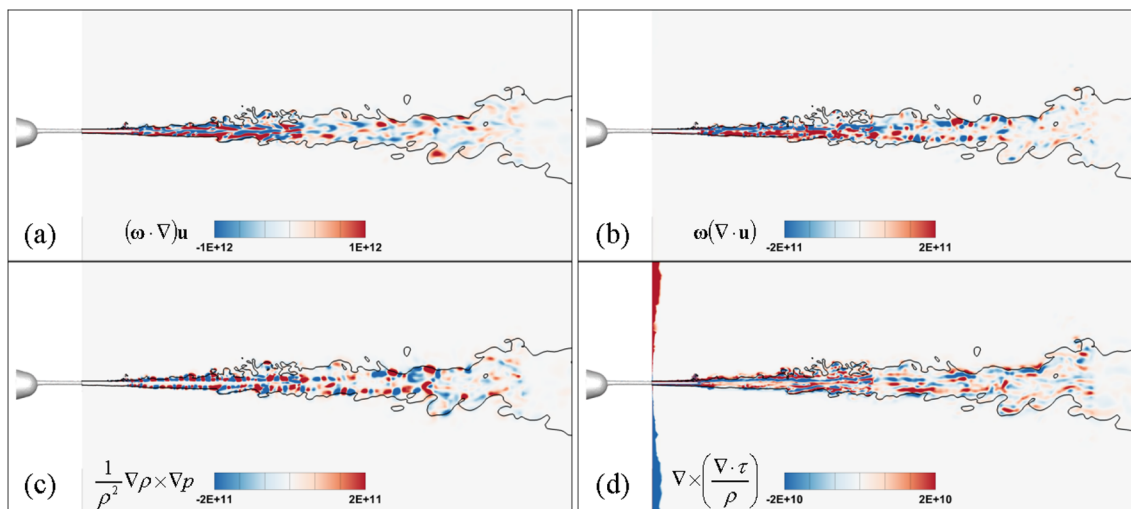 (a) (ω · ∇)u
-1E+12 1E+12
(b) ω(∇ · u)
-2E+11 2E+11
(c) 1/ρ² ∇ρ×∇p
-2E+11 2E+11
(d) ∇×(∇·τ/ρ)
-2E+10 2E+10